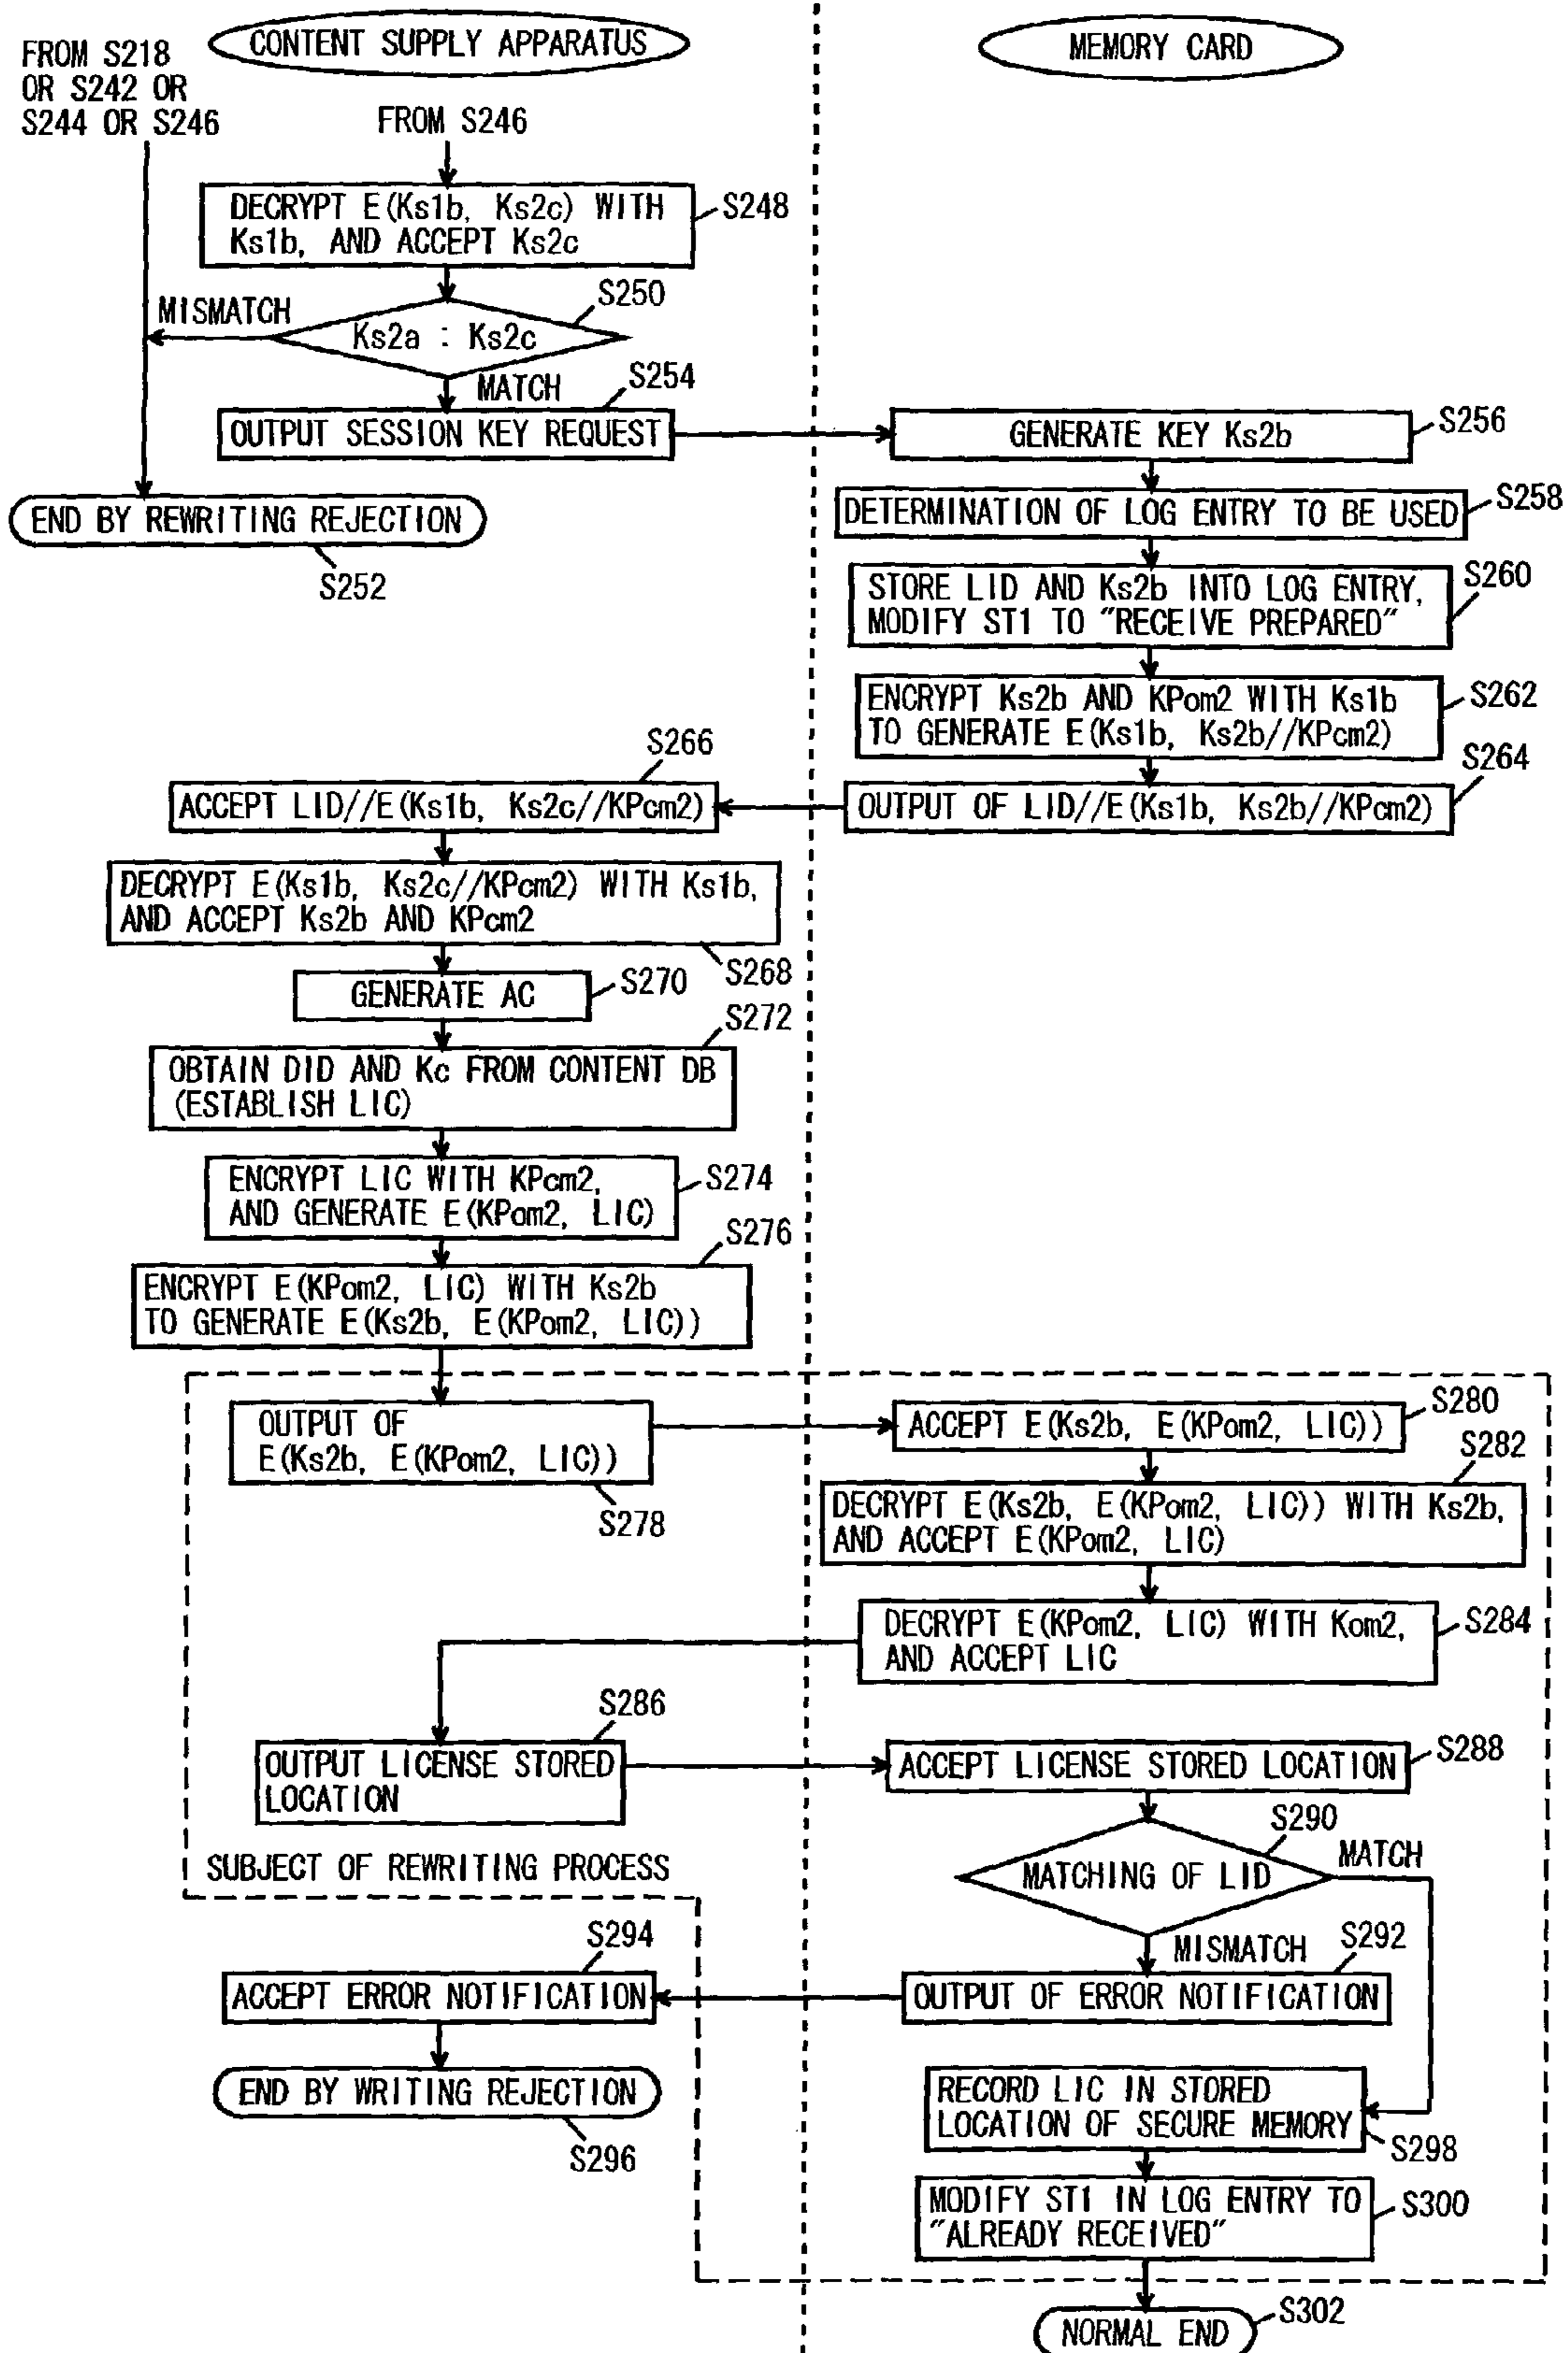 FROM S218
OR S242 OR
S244 OR S246
CONTENT SUPPLY APPARATUS
MEMORY CARD
FROM S246
DECRYPT E(Ks1b, Ks2c) WITH
Ks1b, AND ACCEPT Ks2c
S248
MISMATCH
S250
Ks2a : Ks2c
MATCH
S254
OUTPUT SESSION KEY REQUEST
GENERATE KEY Ks2b
S256
END BY REWRITING REJECTION
S252
DETERMINATION OF LOG ENTRY TO BE USED
S258
STORE LID AND Ks2b INTO LOG ENTRY,
MODIFY ST1 TO "RECEIVE PREPARED"
S260
ENCRYPT Ks2b AND KPom2 WITH Ks1b
TO GENERATE E(Ks1b, Ks2b//KPcm2)
S262
S264
OUTPUT OF LID//E(Ks1b, Ks2b//KPcm2)
S266
ACCEPT LID//E(Ks1b, Ks2c//KPcm2)
DECRYPT E(Ks1b, Ks2c//KPcm2) WITH Ks1b,
AND ACCEPT Ks2b AND KPcm2
S268
GENERATE AC
S270
S272
OBTAIN DID AND Kc FROM CONTENT DB
(ESTABLISH LIC)
ENCRYPT LIC WITH KPcm2,
AND GENERATE E(KPom2, LIC)
S274
S276
ENCRYPT E(KPom2, LIC) WITH Ks2b
TO GENERATE E(Ks2b, E(KPom2, LIC))
OUTPUT OF
E(Ks2b, E(KPom2, LIC))
S278
ACCEPT E(Ks2b, E(KPom2, LIC))
S280
S282
DECRYPT E(Ks2b, E(KPom2, LIC)) WITH Ks2b,
AND ACCEPT E(KPom2, LIC)
DECRYPT E(KPom2, LIC) WITH Kom2,
AND ACCEPT LIC
S284
S286
OUTPUT LICENSE STORED
LOCATION
ACCEPT LICENSE STORED LOCATION
S288
SUBJECT OF REWRITING PROCESS
S290
MATCHING OF LID
MATCH
MISMATCH
S292
OUTPUT OF ERROR NOTIFICATION
S294
ACCEPT ERROR NOTIFICATION
END BY WRITING REJECTION
S296
RECORD LIC IN STORED
LOCATION OF SECURE MEMORY
S298
MODIFY ST1 IN LOG ENTRY TO
"ALREADY RECEIVED"
S300
NORMAL END
S302